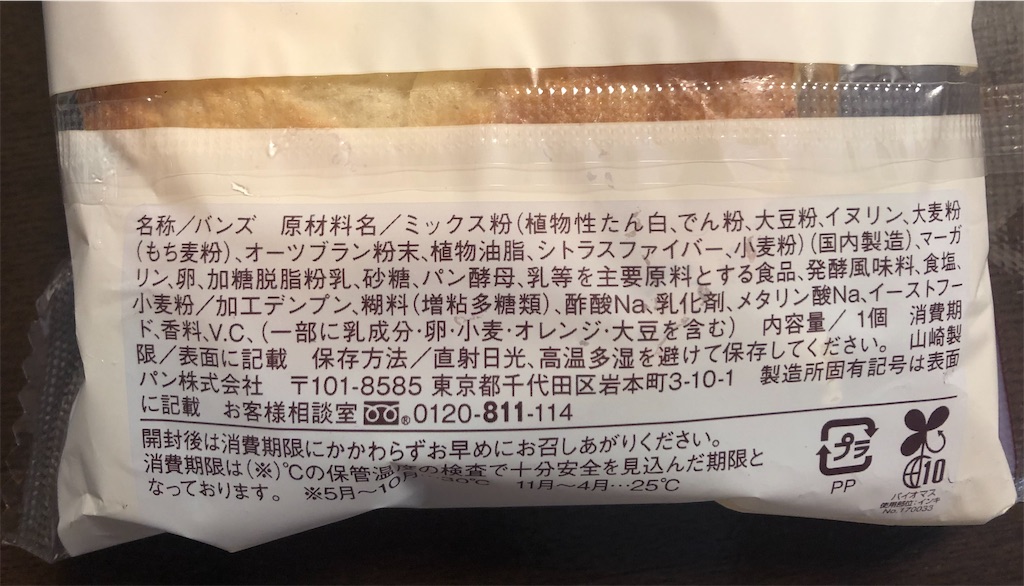 名称/バンズ　原材料名/ミックス粉(植物性たん白、でん粉、大豆粉、イヌリン、大麦粉
(もち麦粉)、オーツブラン粉末、植物油脂、シトラスファイバー、小麦粉)(国内製造)、マーガ
リン、卵、加糖脱脂粉乳、砂糖、パン酵母、乳等を主要原料とする食品、発酵風味料、食塩、
小麦粉/加工デンプン、糊料(増粘多糖類)、酢酸Na、乳化剤、メタリン酸Na、イーストフー
ド、香料、V.C、(一部に乳成分・卵・小麦・オレンジ・大豆を含む)　内容量/1個　消費期
限/表面に記載　保存方法/直射日光、高温多湿を避けて保存してください。　山崎製
パン株式会社　〒101-8585 東京都千代田区岩本町3-10-1　製造所固有記号は表面
に記載　お客様相談室 ®0120-811-114
開封後は消費期限にかかわらずお早めにお召しあがりください。
消費期限は(※)℃の保管温度の検査で十分安全を見込んだ期限と
なっております。　※5月〜10月…30℃　11月〜4月…25℃
プラ
PP
10
バイオマス
使用部位:インキ
No.170033